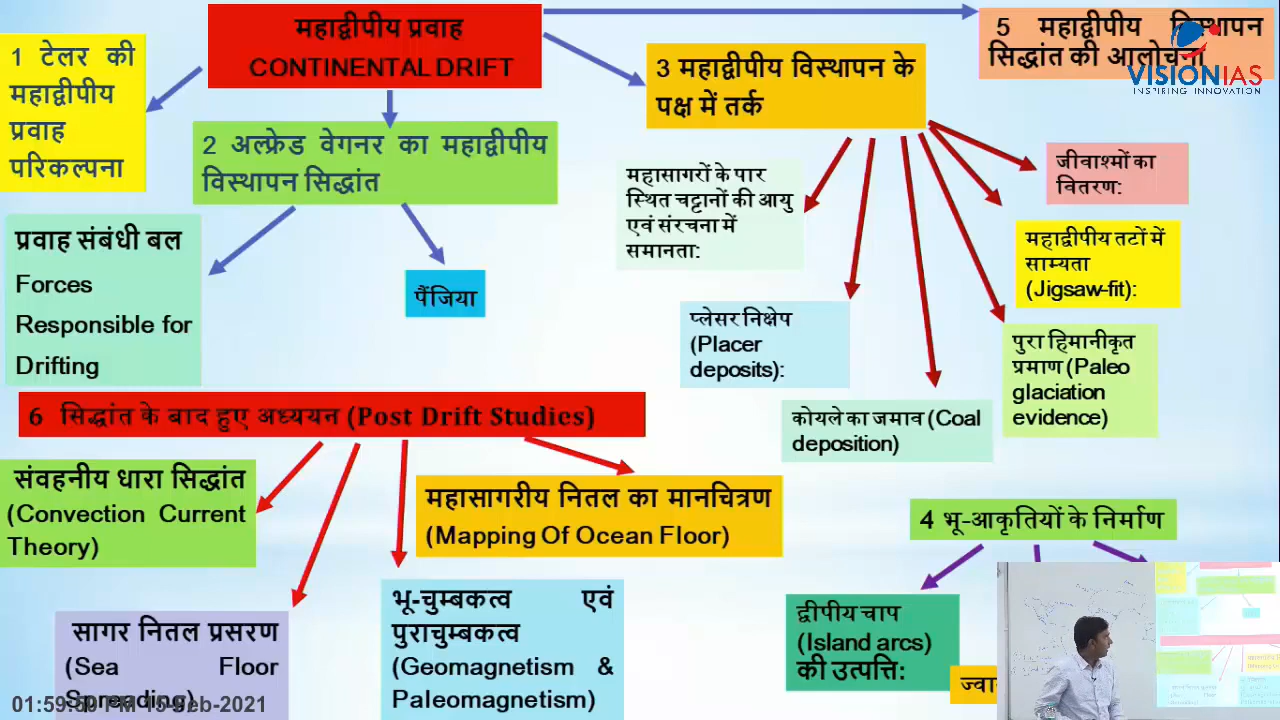 महाद्वीपीय प्रवाह
CONTINENTAL DRIFT
1 टेलर की
महाद्वीपीय
प्रवाह
परिकल्पना
2 अल्फ्रेड वेगनर का महाद्वीपीय
विस्थापन सिद्धांत
प्रवाह संबंधी बल
Forces
Responsible for
Drifting
पैंजिया
3 महाद्वीपीय विस्थापन के
पक्ष में तर्क
महासागरों के पार
स्थित चट्टानों की आयु
एवं संरचना में
समानता:
प्लेसर निक्षेप
(Placer
deposits):
कोयले का जमाव (Coal
deposition)
पुरा हिमानीकृत
प्रमाण (Paleo
glaciation
evidence)
महाद्वीपीय तटों में
साम्यता
(Jigsaw-fit):
जीवाश्मों का
वितरण:
4 भू-आकृतियों के निर्माण
द्वीपीय चाप
(Island arcs)
की उत्पत्ति:
5 महाद्वीपीय विस्थापन
सिद्धांत की आलोचना
VISIONIAS
INSPIRING INNOVATION
6 सिद्धांत के बाद हुए अध्ययन (Post Drift Studies)
संवहनीय धारा सिद्धांत
(Convection Current
Theory)
सागर नितल प्रसरण
(Sea Floor
Spreading)
भू-चुम्बकत्व एवं
पुराचुम्बकत्व
(Geomagnetism &
Paleomagnetism)
महासागरीय नितल का मानचित्रण
(Mapping Of Ocean Floor)